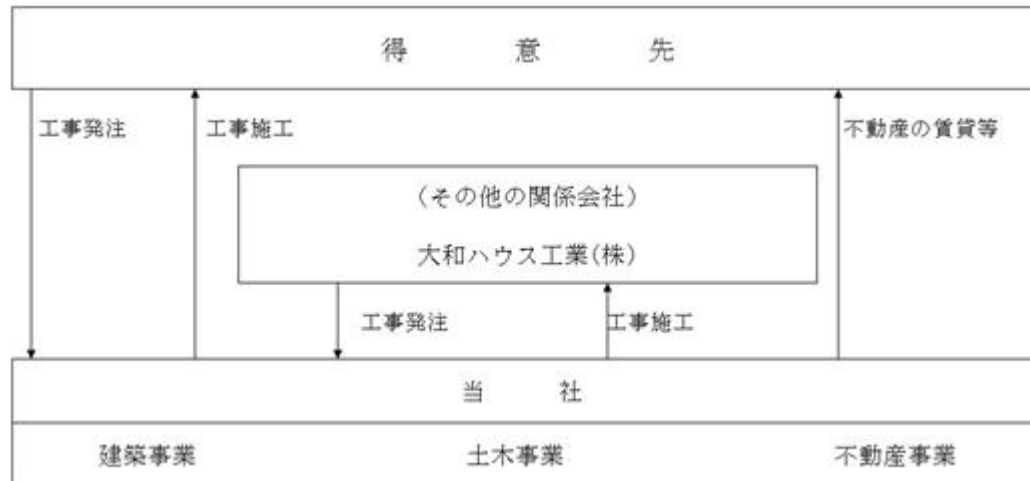 得意先
工事発注
工事施工
不動産の賃貸等
(その他の関係会社)
大和ハウス工業(株)
工事発注
工事施工
当社
建築事業
土木事業
不動産事業